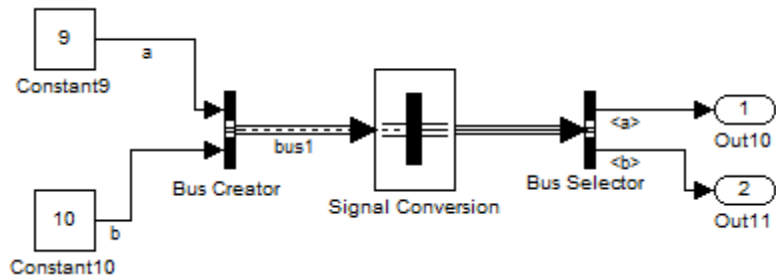 9
a
Constant9
10
b
Constant10
Bus Creator
bus1
Signal Conversion
Bus Selector
<a>
<b>
1
Out10
2
Out11